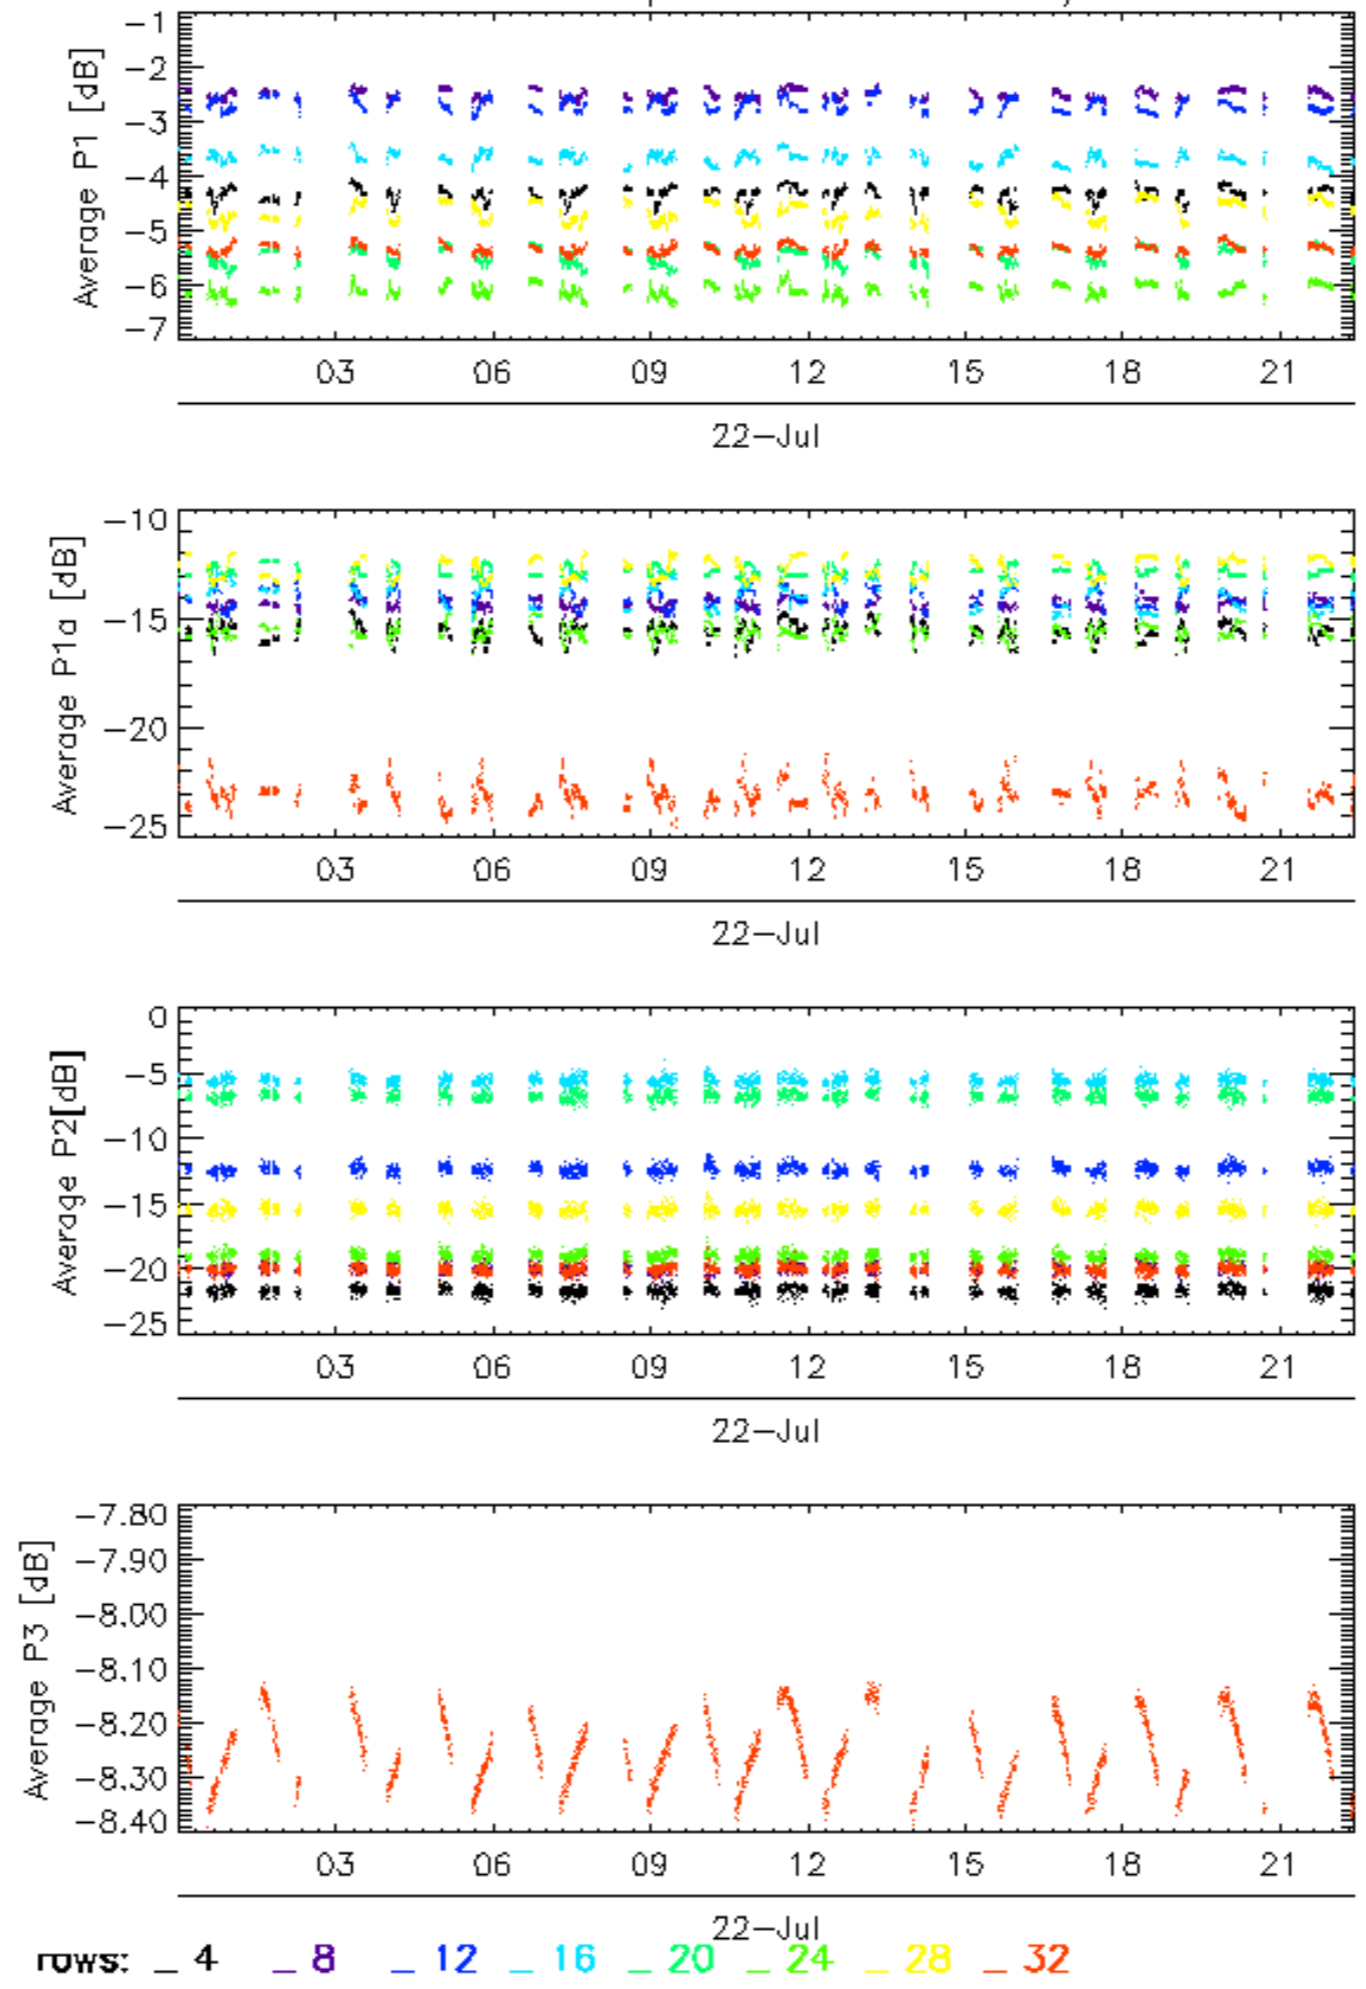 -1
-2
-3
-4
-5
-6
-7
Average P1 [dB]
03 06 09 12 15 18 21
22-Jul
-10
-15
-20
-25
Average P1a [dB]
03 06 09 12 15 18 21
22-Jul
0
-5
-10
-15
-20
-25
Average P2[dB]
03 06 09 12 15 18 21
22-Jul
-7.80
-7.90
-8.00
-8.10
-8.20
-8.30
-8.40
Average P3 [dB]
03 06 09 12 15 18 21
22-Jul
rows: _ 4 _ 8 _ 12 _ 16 _ 20 _ 24 _ 28 _ 32